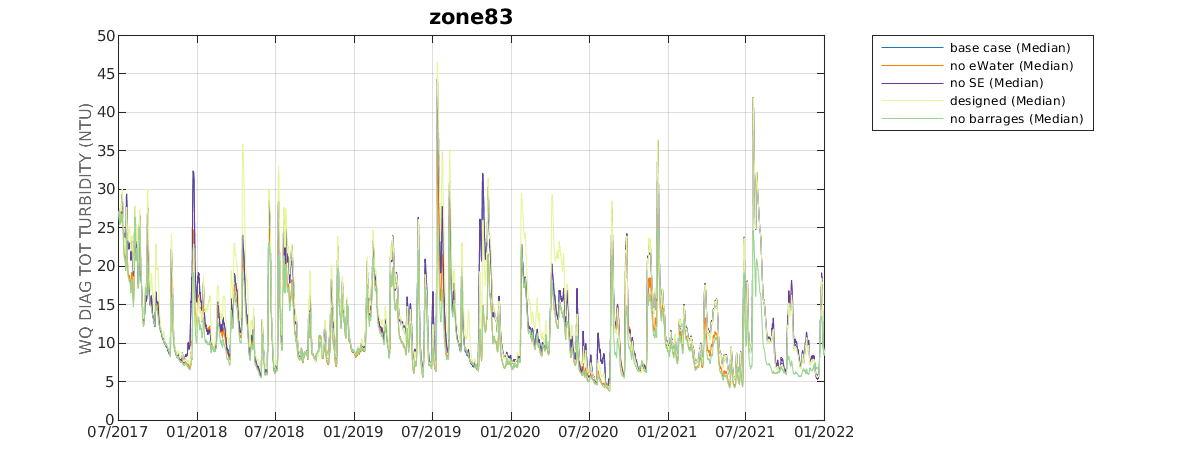 zone83
WQ DIAG TOT TURBIDITY (NTU)
50
45
40
35
30
25
20
15
10
5
0
07/2017 01/2018 07/2018 01/2019 07/2019 01/2020 07/2020 01/2021 07/2021 01/2022
base case (Median)
no eWater (Median)
no SE (Median)
designed (Median)
no barrages (Median)